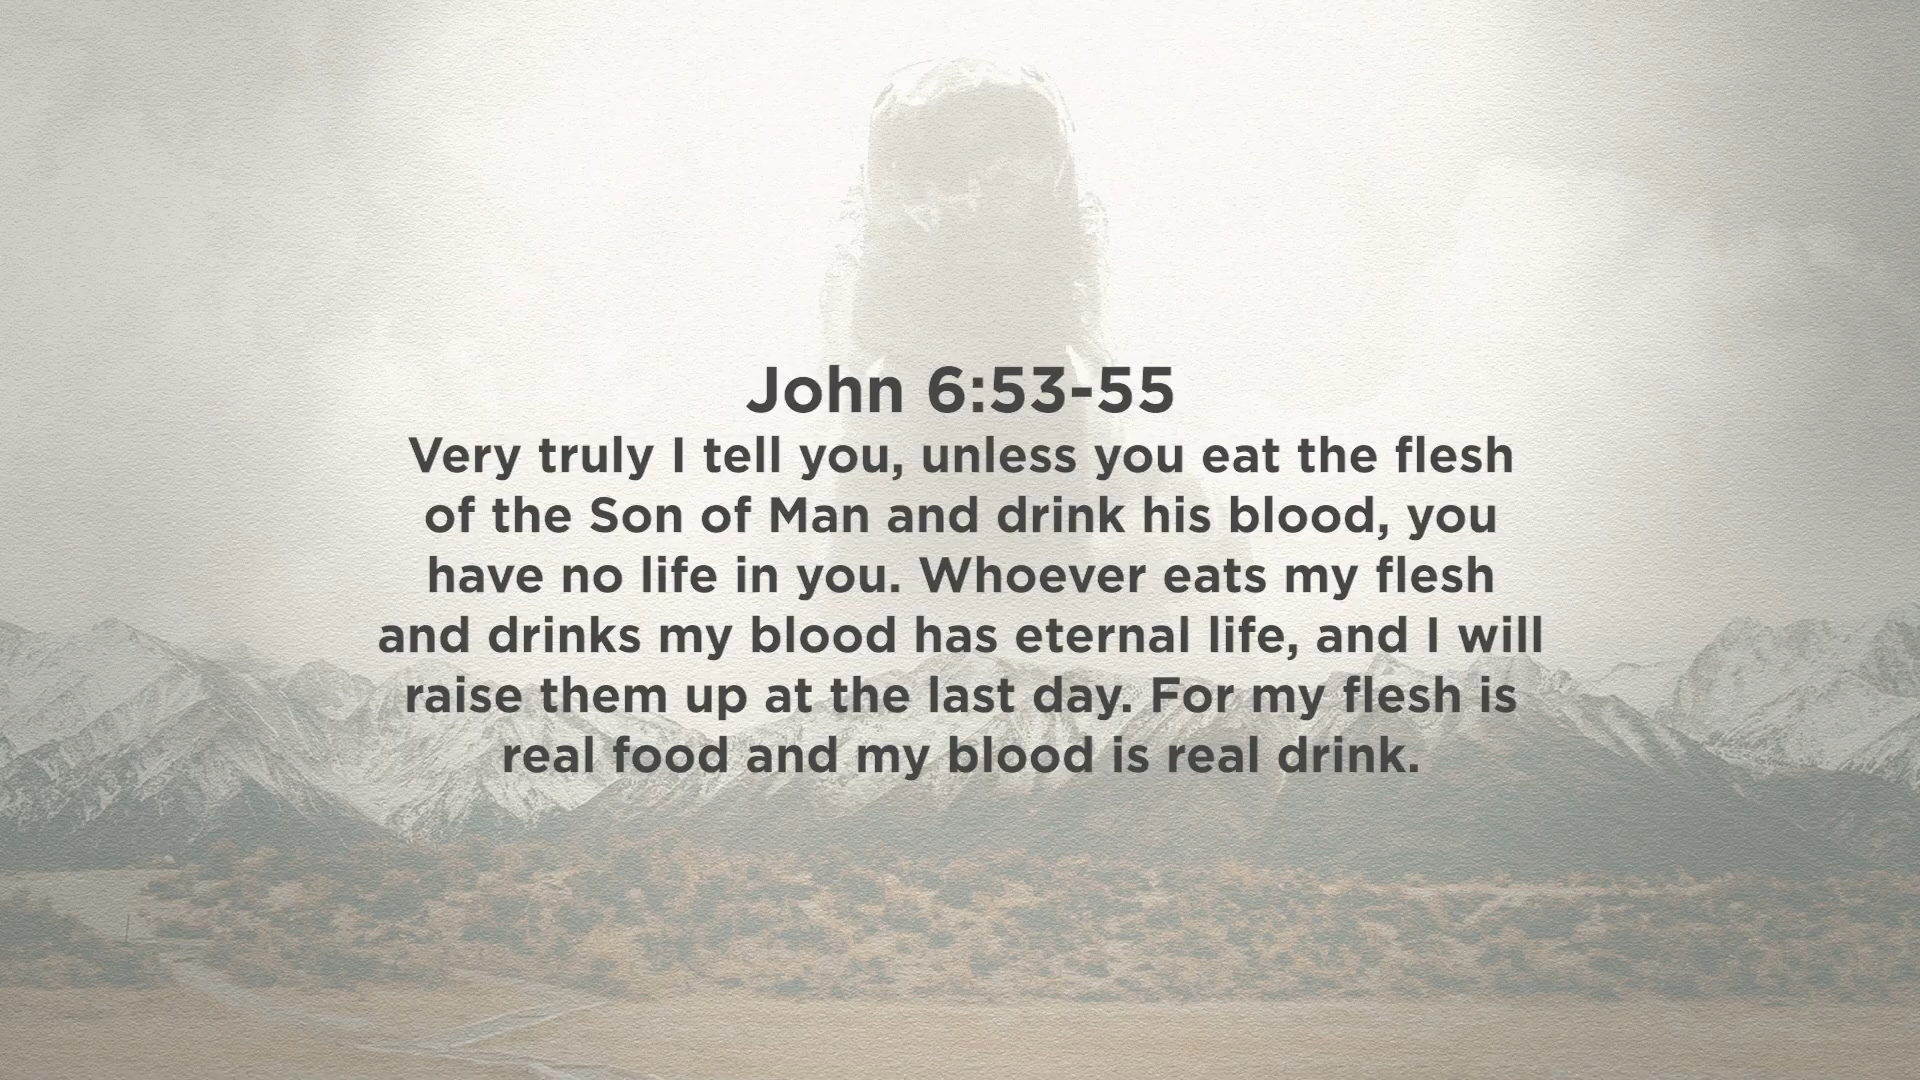 John 6:53-55
Very truly I tell you, unless you eat the flesh
of the Son of Man and drink his blood, you
have no life in you. Whoever eats my flesh
and drinks my blood has eternal life, and I will
raise them up at the last day. For my flesh is
real food and my blood is real drink.